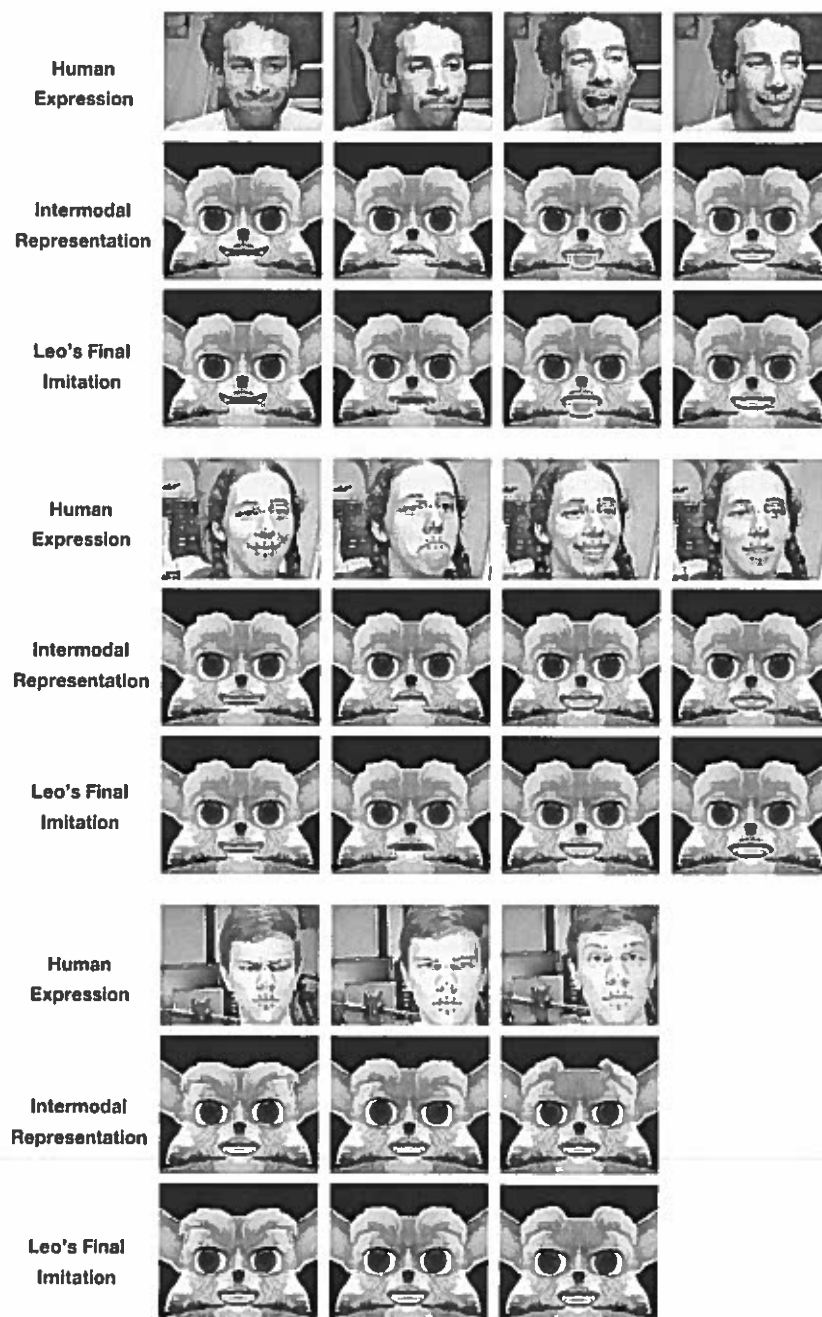 Human
Expression
Intermodal
Representation
Leo's Final
Imitation
Human
Expression
Intermodal
Representation
Leo's Final
Imitation
Human
Expression
Intermodal
Representation
Leo's Final
Imitation